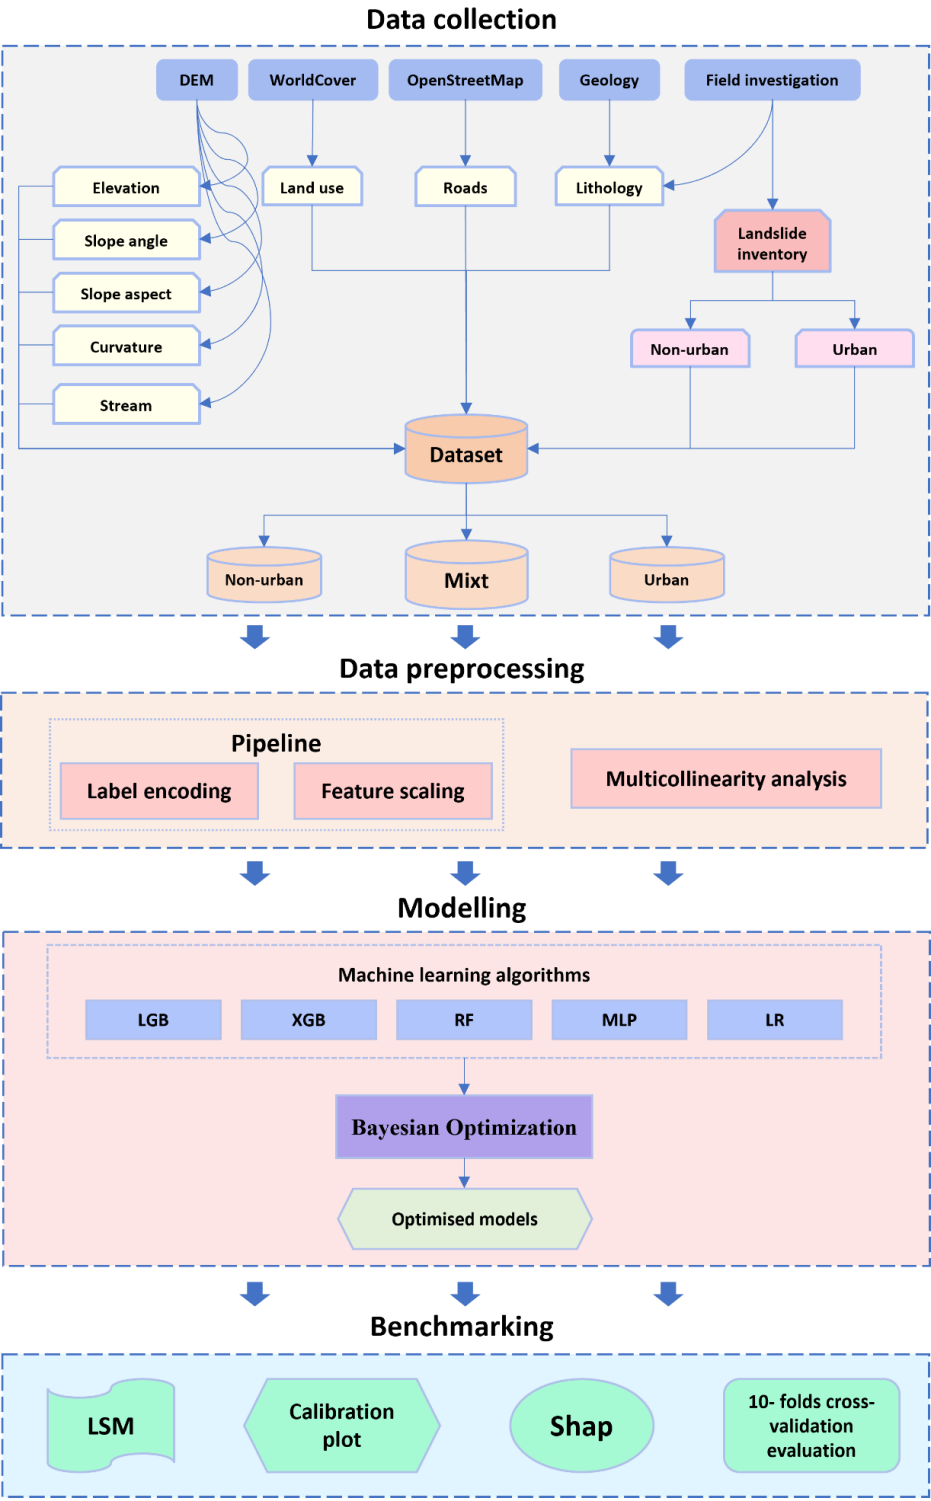 Data collection
DEM
WorldCover
OpenStreetMap
Geology
Field investigation
Elevation
Land use
Roads
Lithology
Slope angle
Landslide
inventory
Slope aspect
Curvature
Non-urban
Urban
Stream
Dataset
Non-urban
Mixt
Urban
Data preprocessing
Pipeline
Label encoding
Feature scaling
Multicollinearity analysis
Modelling
Machine learning algorithms
LGB
XGB
RF
MLP
LR
Bayesian Optimization
Optimised models
Benchmarking
LSM
Calibration
plot
Shap
10- folds cross-
validation
evaluation